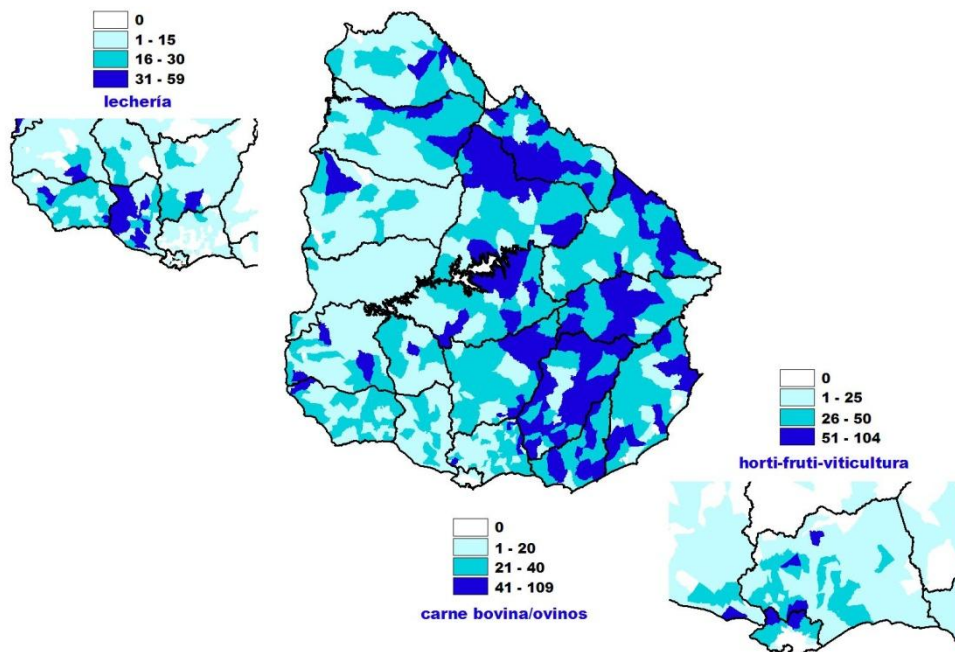 0
1 - 15
16 - 30
31 - 59
lechería
0
1 - 25
26 - 50
51 - 104
horti-fruti-viticultura
0
1 - 20
21 - 40
41 - 109
carne bovina/ovinos